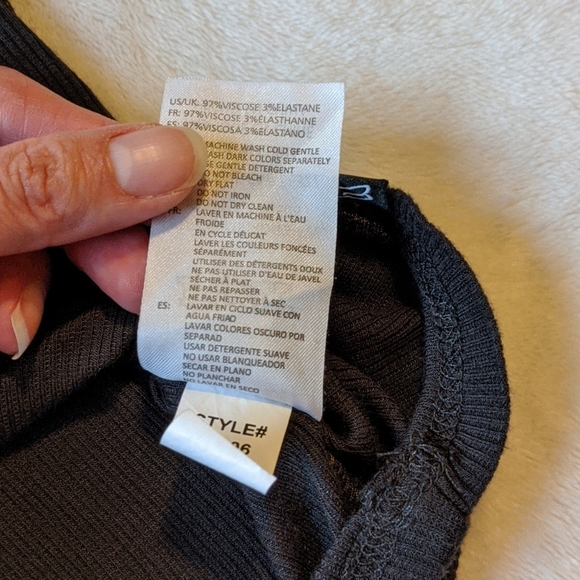 US/UK: 97%VISCOSE 3%ELASTANE
FR: 97%VISCOSE 3%ELASTHANNE
ES: 97%VISCOSA 3%ELASTANO
MACHINE WASH COLD GENTLE
WASH DARK COLORS SEPARATELY
USE GENTLE DETERGENT
DO NOT BLEACH
DRY FLAT
DO NOT IRON
DO NOT DRY CLEAN
FR: LAVER EN MACHINE À L'EAU
FROIDE
EN CYCLE DÉLICAT
LAVER LES COULEURS FONCÉES
SÉPARÉMENT
UTILISER DES DÉTERGENTS DOUX
NE PAS UTILISER D'EAU DE JAVEL
SÉCHER À PLAT
NE PAS REPASSER
NE PAS NETTOYER À SEC
ES: LAVAR EN CICLO SUAVE CON
AGUA FRIAO
LAVAR COLORES OSCURO POR
SEPARAD
USAR DETERGENTE SUAVE
NO USAR BLANQUEADOR
SECAR EN PLANO
NO PLANCHAR
NO LAVAR EN SECO
STYLE#